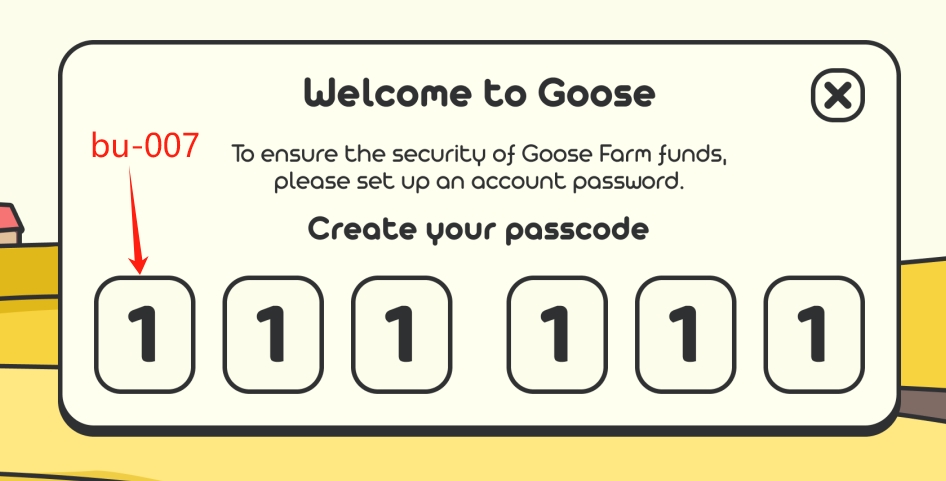 Welcome to Goose
bu-007
To ensure the security of Goose Farm funds,
please set up an account password.
Create your passcode
1 1 1 1 1 1